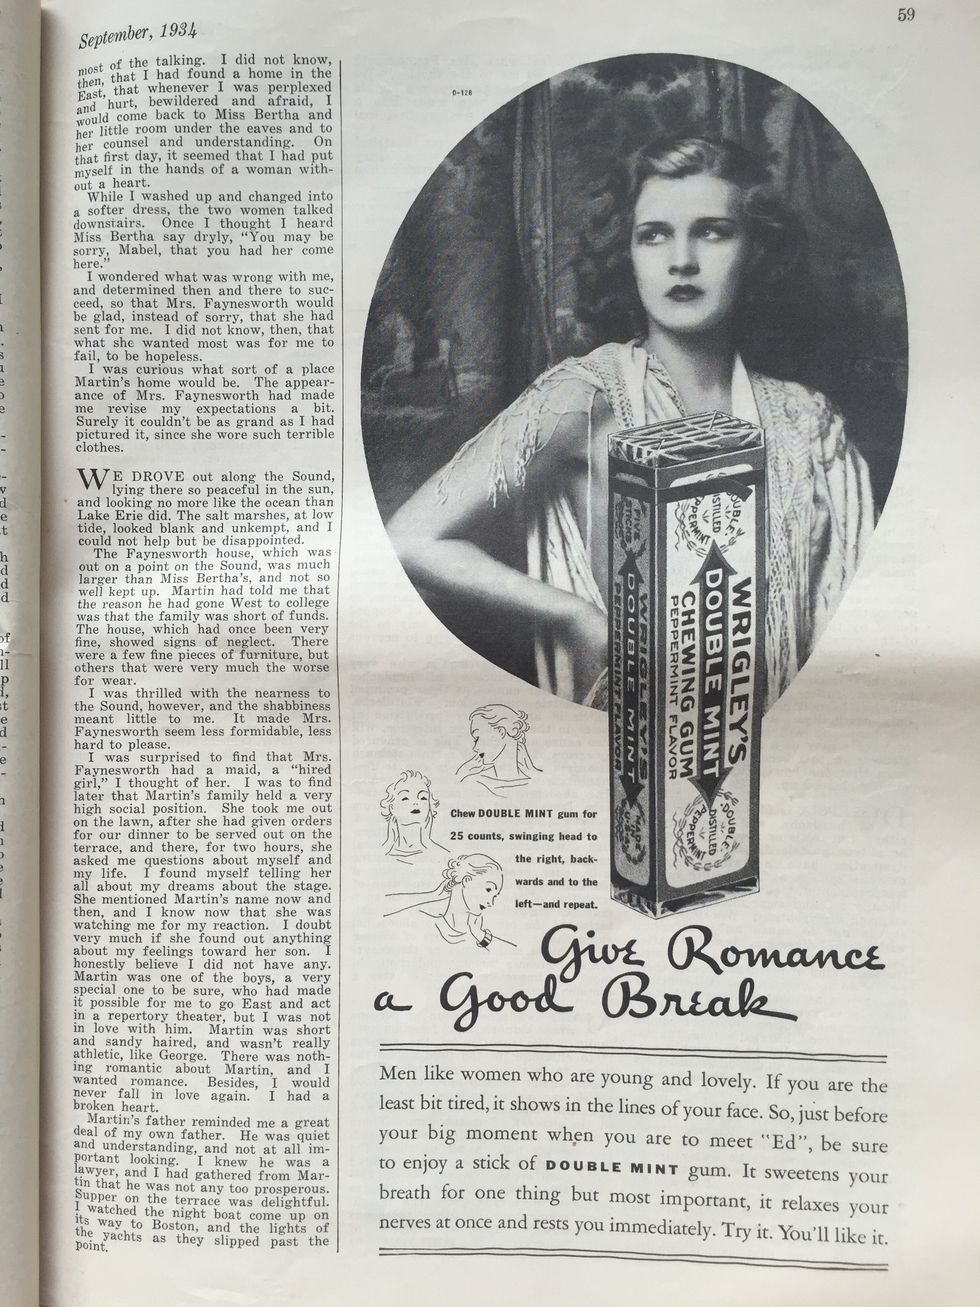 September, 1934
59
most of the talking. I did not know,
then, that I had found a home in the
East, that whenever I was perplexed
and hurt, bewildered and afraid, I
would come back to Miss Bertha and
her little room under the eaves and to
her counsel and understanding. On
that first day, it seemed that I had put
myself in the hands of a woman with-
out a heart.
While I washed up and changed into
a softer dress, the two women talked
downstairs. Once I thought I heard
Miss Bertha say dryly, “You may be
sorry, Mabel, that you had her come
here.”
I wondered what was wrong with me,
and determined then and there to suc-
ceed, so that Mrs. Faynesworth would
be glad, instead of sorry, that she had
sent for me. I did not know, then, that
what she wanted most was for me to
fail, to be hopeless.
I was curious what sort of a place
Martin's home would be. The appear-
ance of Mrs. Faynesworth had made
me revise my expectations a bit.
Surely it couldn't be as grand as I had
pictured it, since she wore such terrible
clothes.
WE DROVE out along the Sound,
lying there so peaceful in the sun,
and looking no more like the ocean than
Lake Erie did. The salt marshes, at low
tide, looked blank and unkempt, and I
could not help but be disappointed.
The Faynesworth house, which was
out on a point on the Sound, was much
larger than Miss Bertha's, and not so
well kept up. Martin had told me that
the reason he had gone West to college
was that the family was short of funds.
The house, which had once been very
fine, showed signs of neglect. There
were a few fine pieces of furniture, but
others that were very much the worse
for wear.
I was thrilled with the nearness to
the Sound, however, and the shabbiness
meant little to me. It made Mrs.
Faynesworth seem less formidable, less
hard to please.
I was surprised to find that Mrs.
Faynesworth had a maid, a “hired
girl,” I thought of her. I was to find
later that Martin's family held a very
high social position. She took me out
on the lawn, after she had given orders
for our dinner to be served out on the
terrace, and there, for two hours, she
asked me questions about myself and
my life. I found myself telling her
all about my dreams about the stage.
She mentioned Martin's name now and
then, and I know now that she was
watching me for my reaction. I doubt
very much if she found out anything
about my feelings toward her son. I
honestly believe I did not have any.
Martin was one of the boys, a very
special one to be sure, who had made
it possible for me to go East and act
in a repertory theater, but I was not
in love with him. Martin was short
and sandy haired, and wasn't really
athletic, like George. There was noth-
ing romantic about Martin, and I
wanted romance. Besides, I would
never fall in love again. I had a
broken heart.
Martin's father reminded me a great
deal of my own father. He was quiet
and understanding, and not at all im-
portant looking. I knew he was a
lawyer, and I had gathered from Mar-
tin that he was not any too prosperous.
Supper on the terrace was delightful.
I watched the night boat come up on
its way to Boston, and the lights of
the yachts as they slipped past the
point.
O-128
WRIGLEY'S
DOUBLE MINT
CHEWING GUM
PEPPERMINT FLAVOR
DOUBLE
DISTILLED
PEPPERMINT
DOUBLE
DISTILLED
PEPPERMINT
FIVE
STICKS
WRIGLEY'S
DOUBLE MINT
PEPPERMINT FLAVOR
MADE
IN
U.S.A.
Chew DOUBLE MINT gum for
25 counts, swinging head to
the right, back-
wards and to the
left—and repeat.
Give Romance
a Good Break
Men like women who are young and lovely. If you are the
least bit tired, it shows in the lines of your face. So, just before
your big moment when you are to meet "Ed", be sure
to enjoy a stick of DOUBLE MINT gum. It sweetens your
breath for one thing but most important, it relaxes your
nerves at once and rests you immediately. Try it. You'll like it.